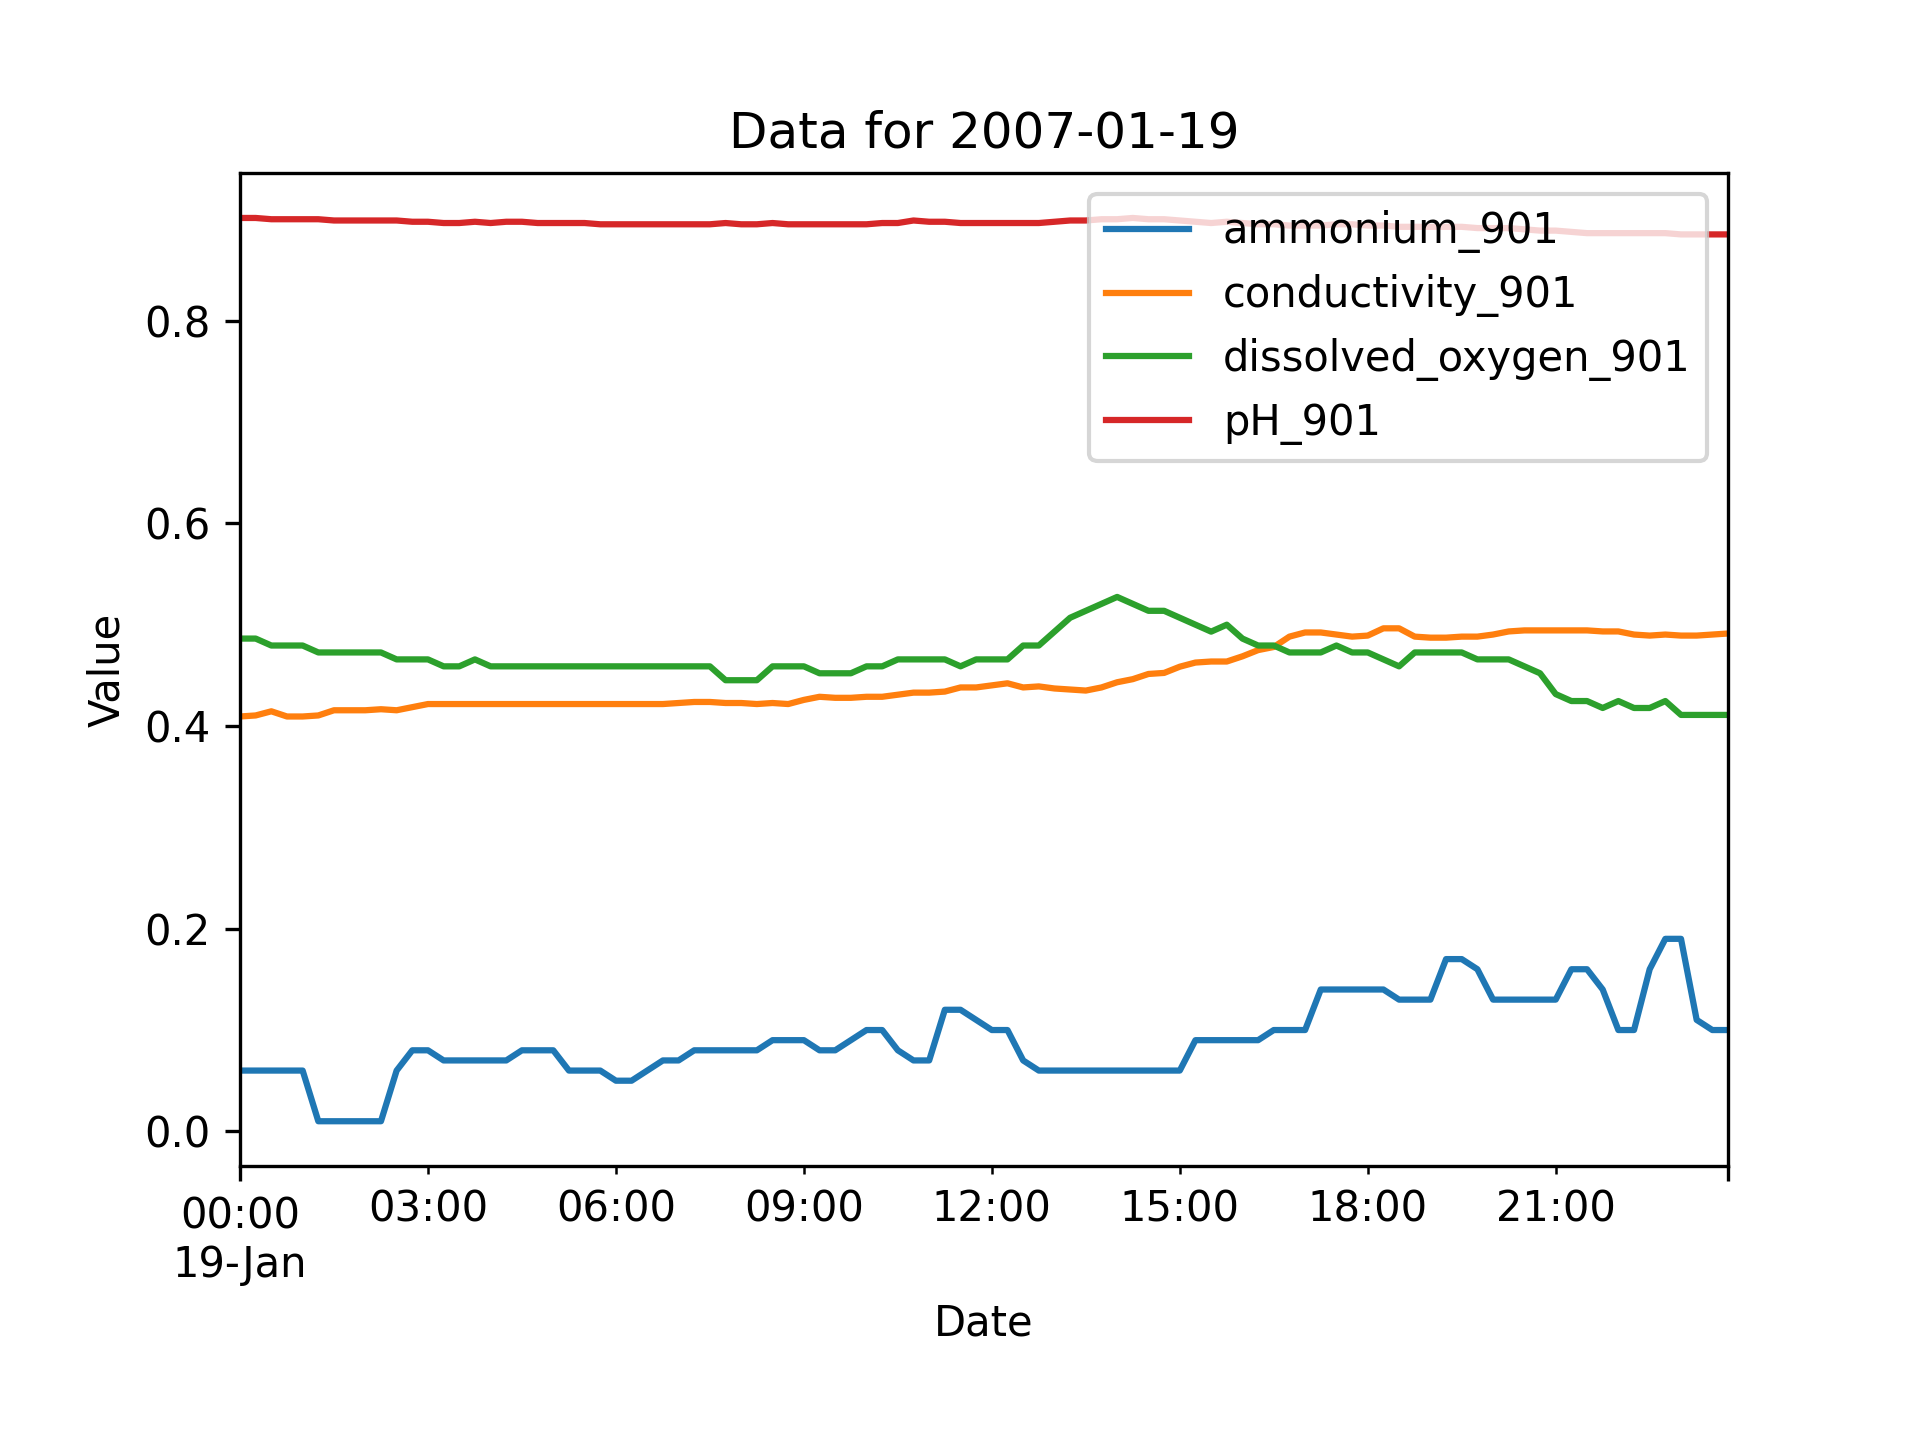 Data for 2007-01-19
ammonium_901
conductivity_901
dissolved_oxygen_901
pH_901
Value
0.8
0.6
0.4
0.2
0.0
00:00 03:00 06:00 09:00 12:00 15:00 18:00 21:00
19-Jan
Date